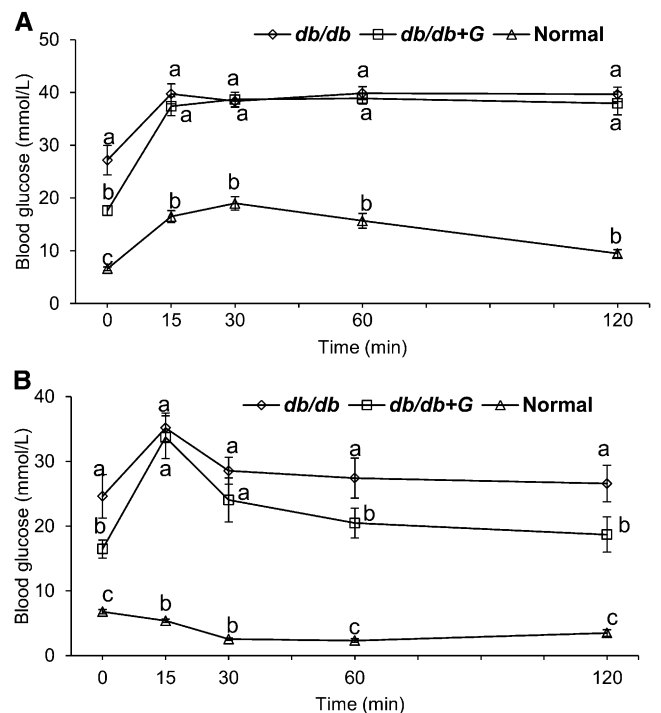 A
db/db db/db+G Normal
Blood glucose (mmol/L)
50
40
30
20
10
0
a a a a
a a a a
a
b
c
b b b b
0 15 30 60 120
Time (min)
B
db/db db/db+G Normal
Blood glucose (mmol/L)
40
30
20
10
0
a a a a a
b a a b b
c b b c c
0 15 30 60 120
Time (min)